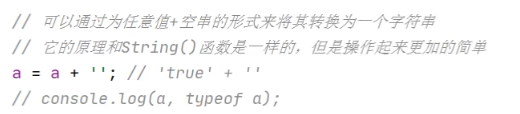 // 可以通过为任意值+空串的形式来将其转换为一个字符串
// 它的原理和String()函数是一样的，但是操作起来更加的简单
a = a + ''; // 'true' + ''
// console.log(a, typeof a);